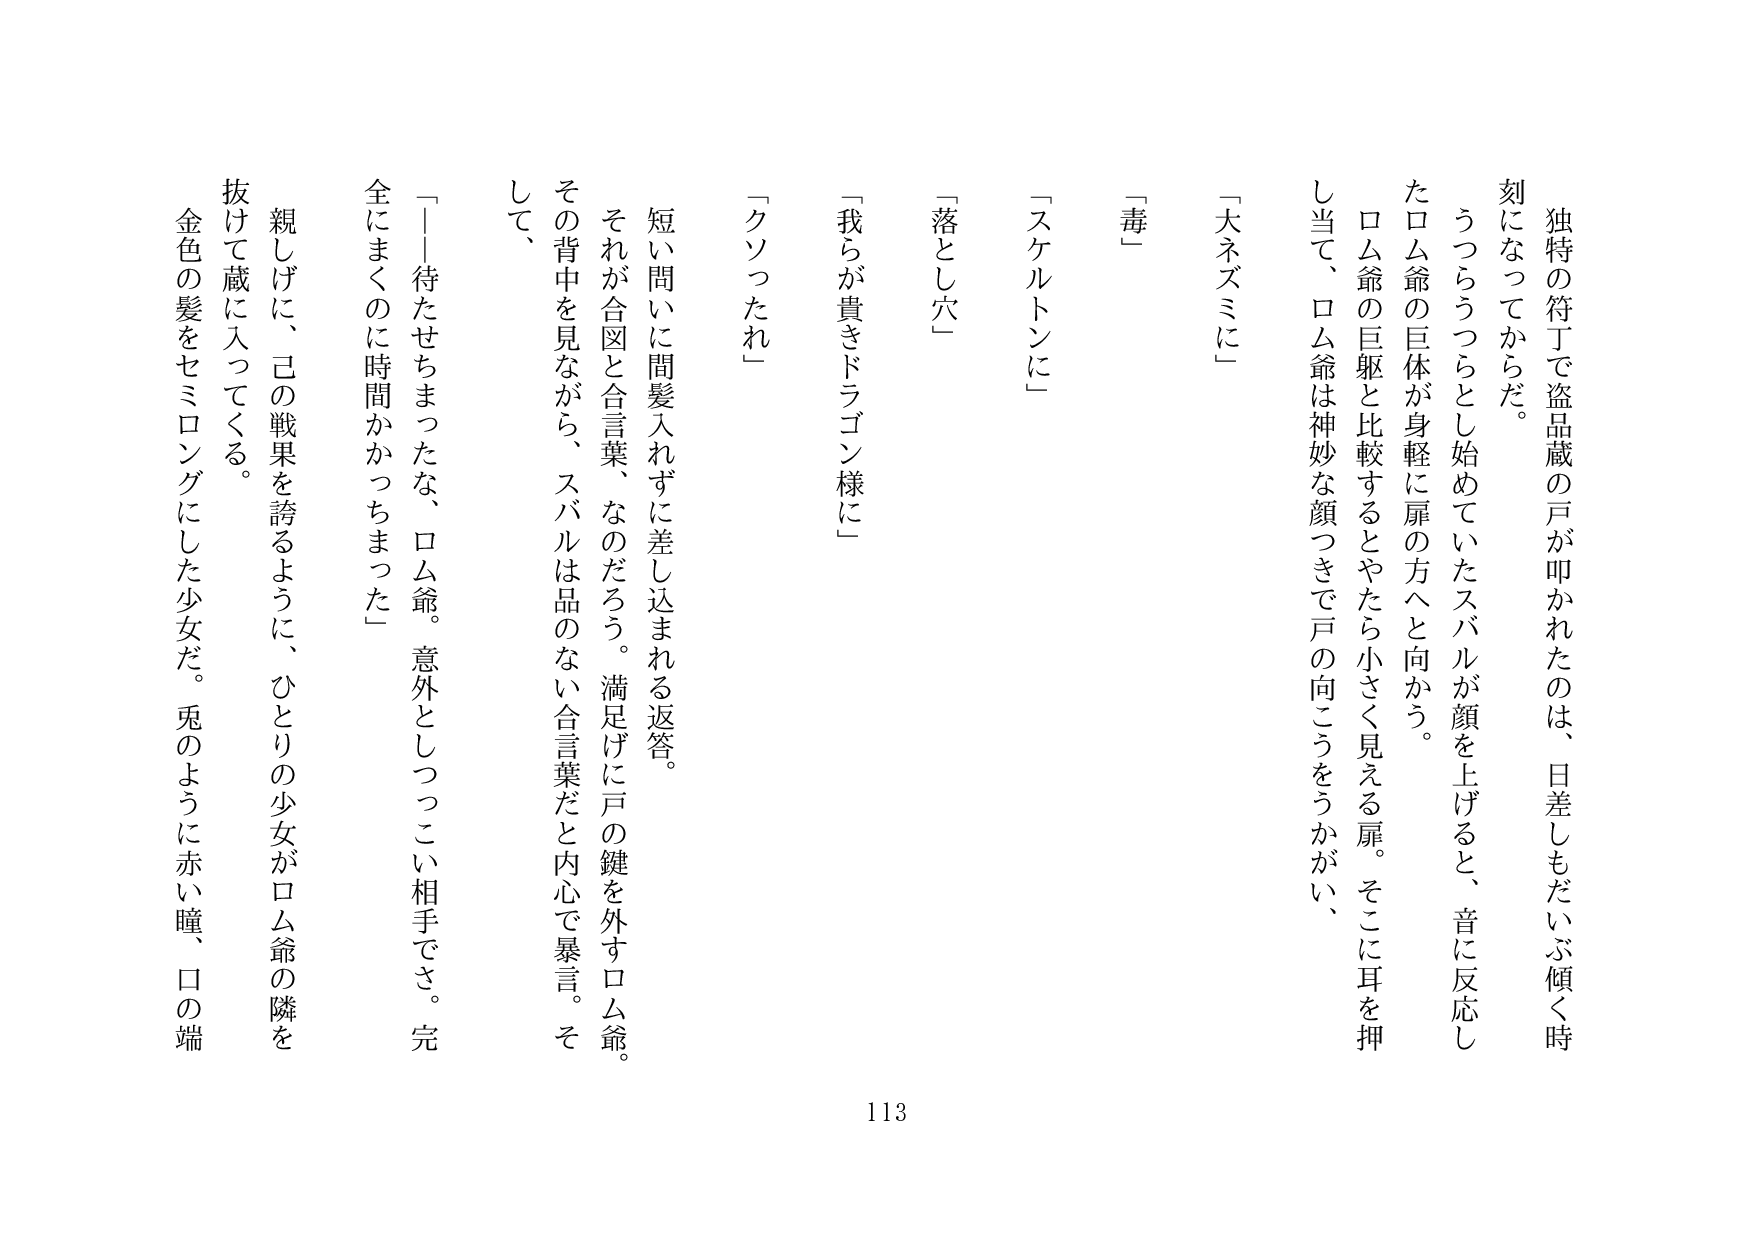 独特の符丁で盗品蔵の戸が叩かれたのは、日差しもだいぶ傾く時
刻になってからだ。
うつらうつらとし始めていたスバルが顔を上げると、音に反応し
たロム爺の巨体が身軽に扉の方へと向かう。
ロム爺の巨躯と比較するとやたら小さく見える扉。そこに耳を押
し当て、ロム爺は神妙な顔つきで戸の向こうをうかがい、
「大ネズミに」
「毒」
「スケルトンに」
「落とし穴」
「我らが貴きドラゴン様に」
「クソったれ」
短い問いに間髪入れずに差し込まれる返答。
それが合図と合言葉、なのだろう。満足げに戸の鍵を外すロム爺。
その背中を見ながら、スバルは品のない合言葉だと内心で暴言。そ
して、
「――待たせちまったな、ロム爺。意外としつっこい相手でさ。完
全にまくのに時間かかっちまった」
親しげに、己の戦果を誇るように、ひとりの少女がロム爺の隣を
抜けて蔵に入ってくる。
金色の髪をセミロングにした少女だ。兎のように赤い瞳、口の端
113